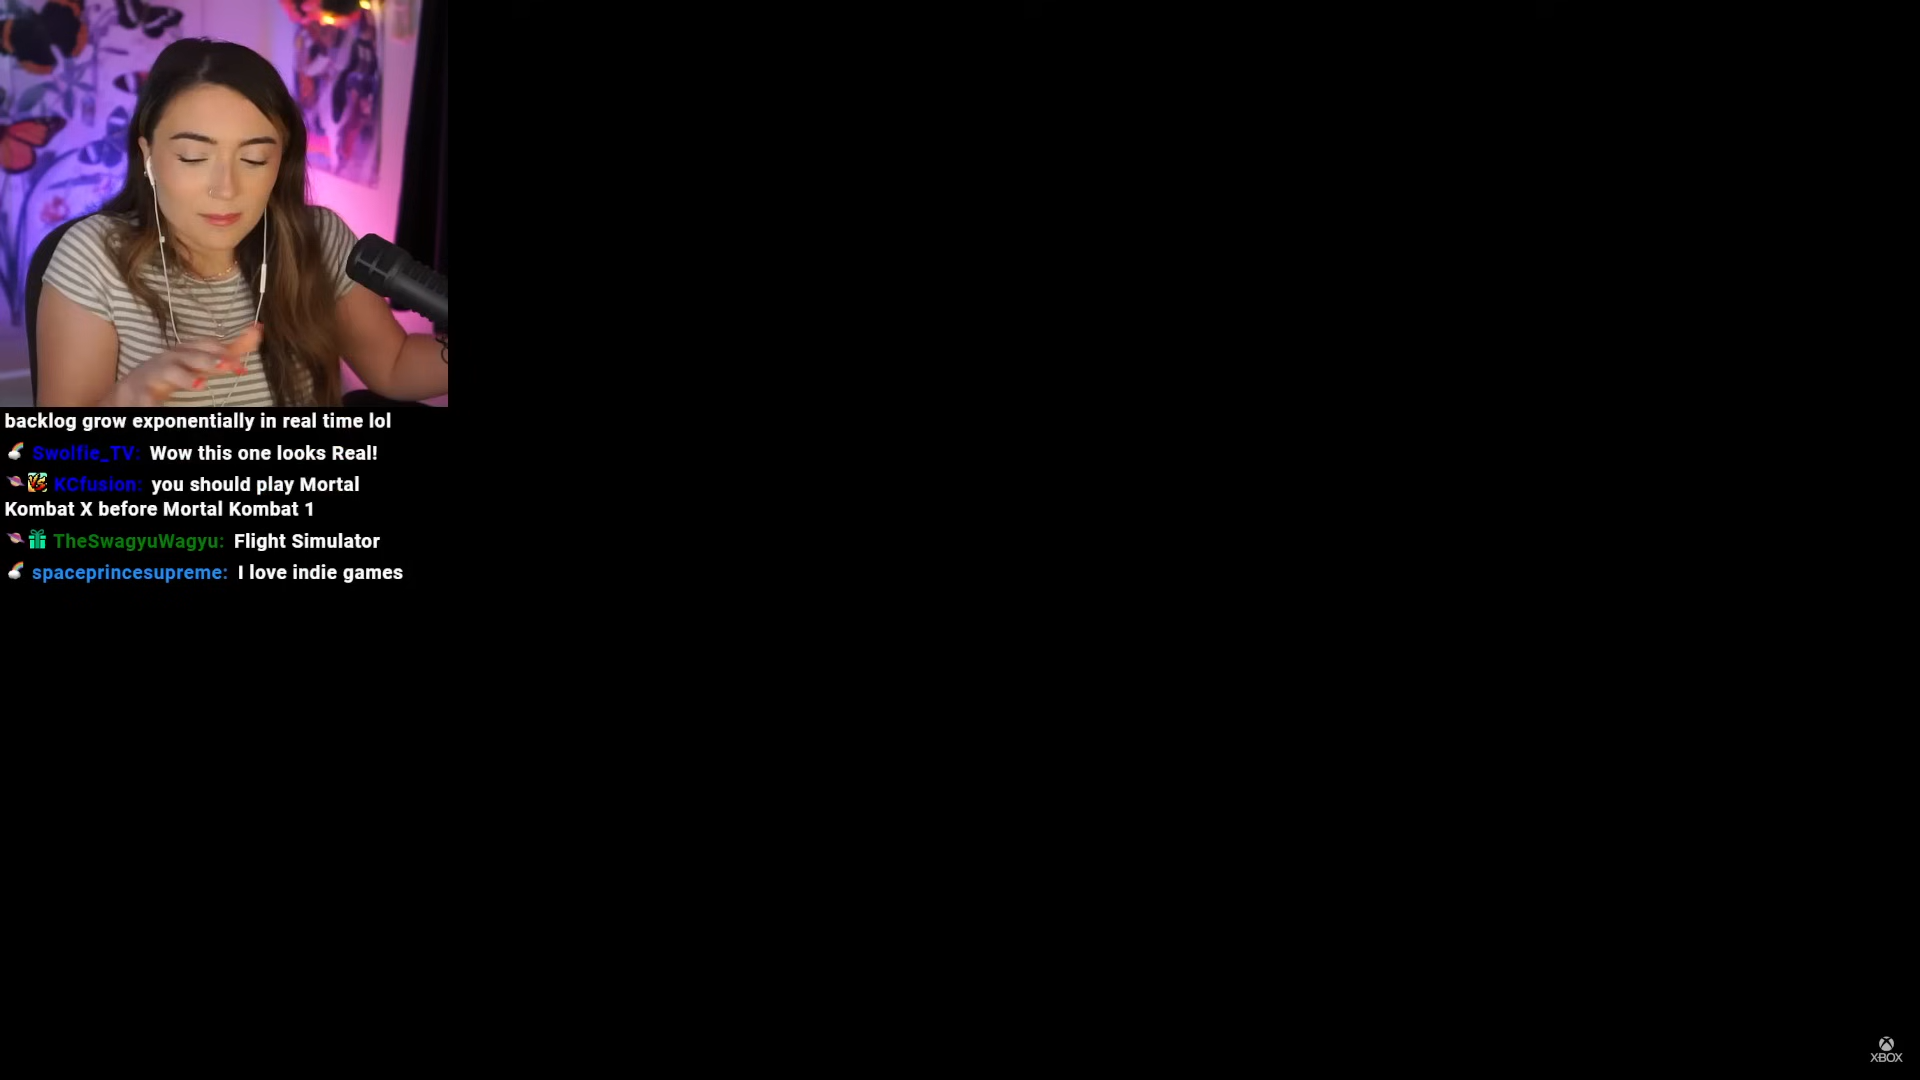 backlog grow exponentially in real time lol
Swolfie_TV: Wow this one looks Real!
KCfusion: you should play Mortal
Kombat X before Mortal Kombat 1
TheSwagyuWagyu: Flight Simulator
spaceprincesupreme: I love indie games
XBOX